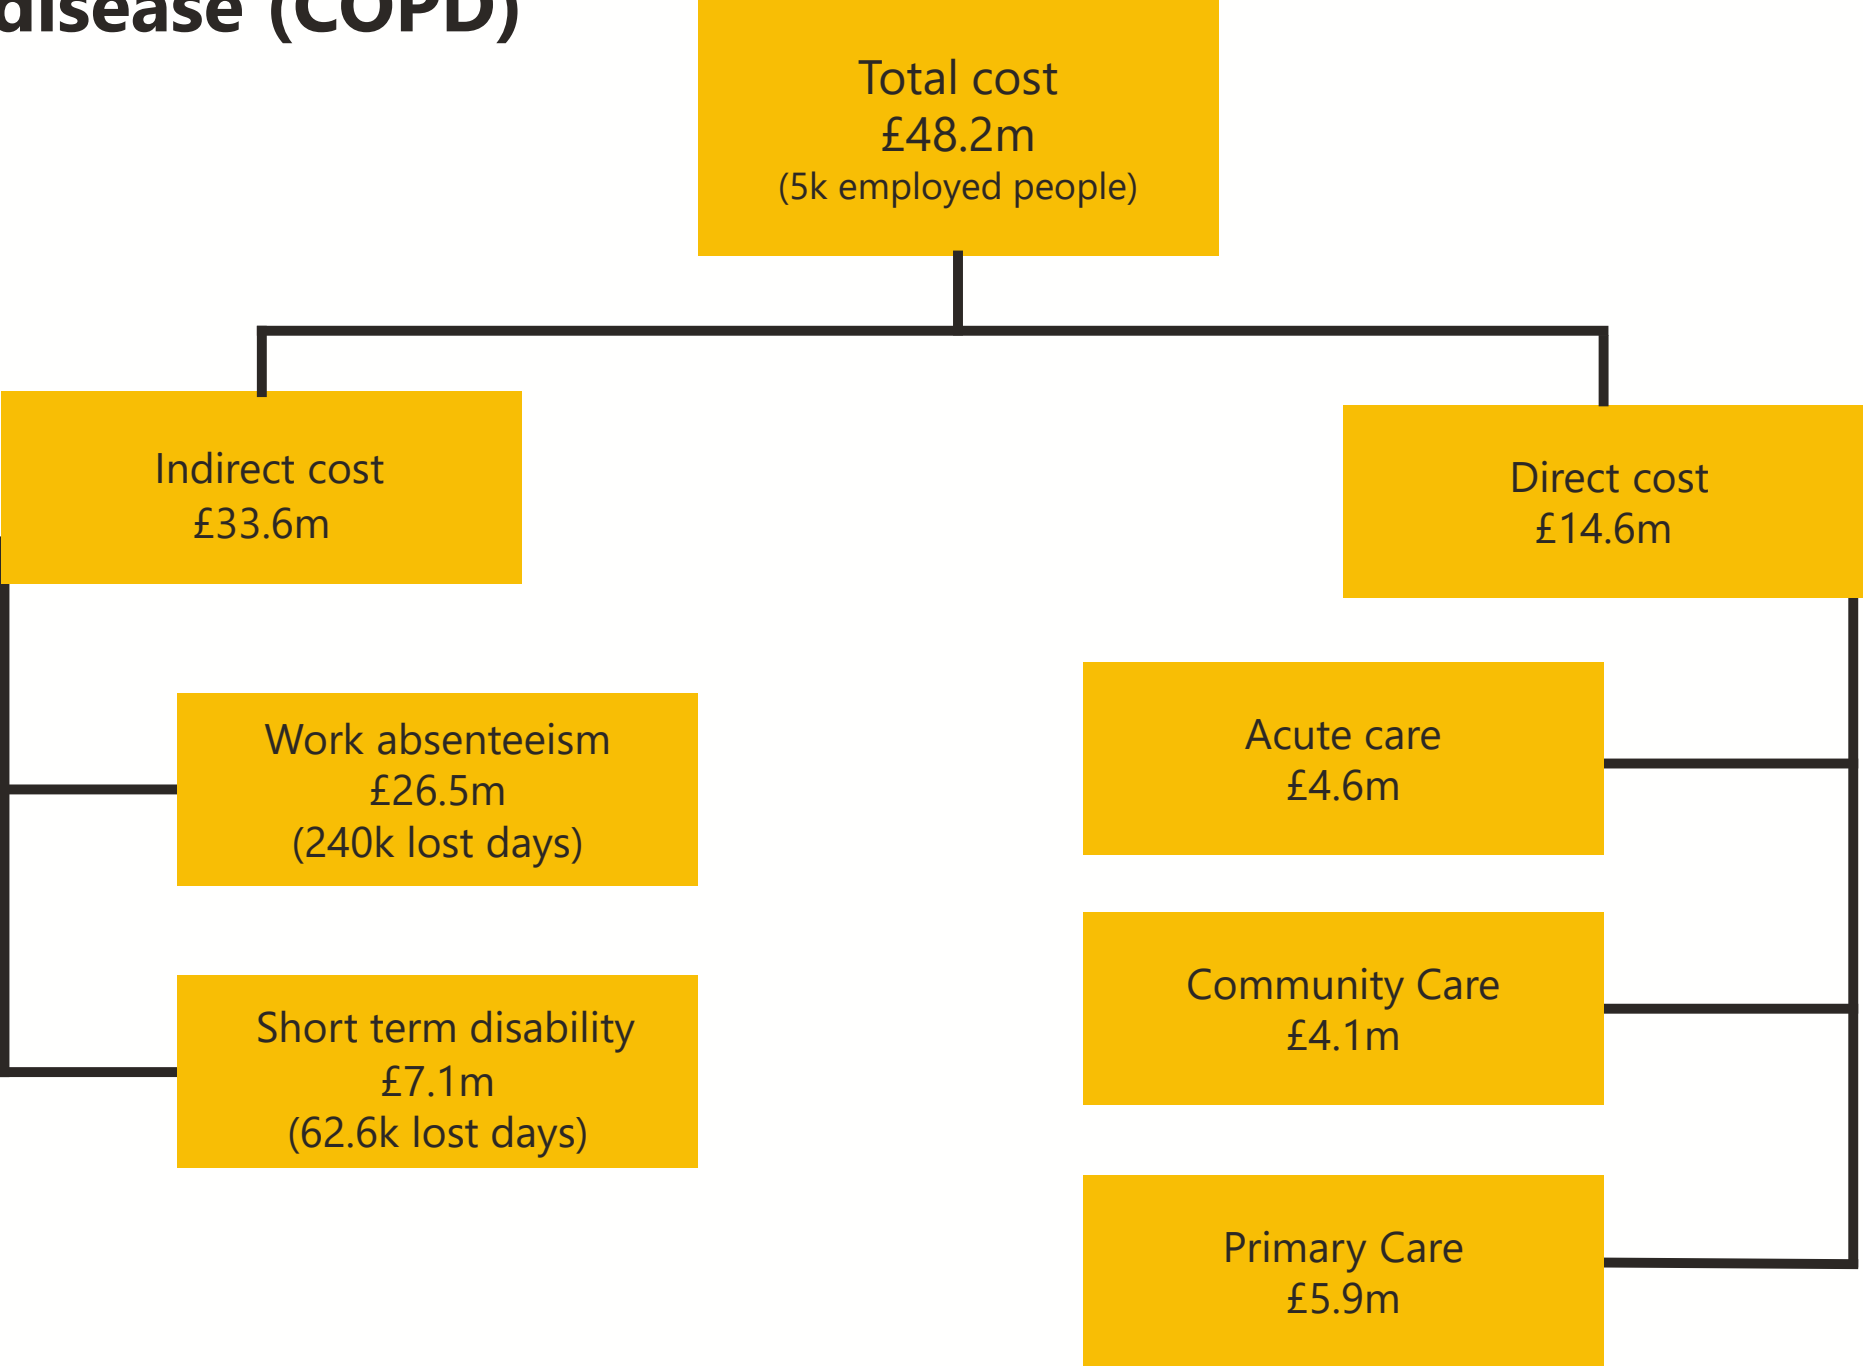 disease (COPD)
Total cost
£48.2m
(5k employed people)
Indirect cost
£33.6m
Direct cost
£14.6m
Work absenteeism
£26.5m
(240k lost days)
Short term disability
£7.1m
(62.6k lost days)
Acute care
£4.6m
Community Care
£4.1m
Primary Care
£5.9m